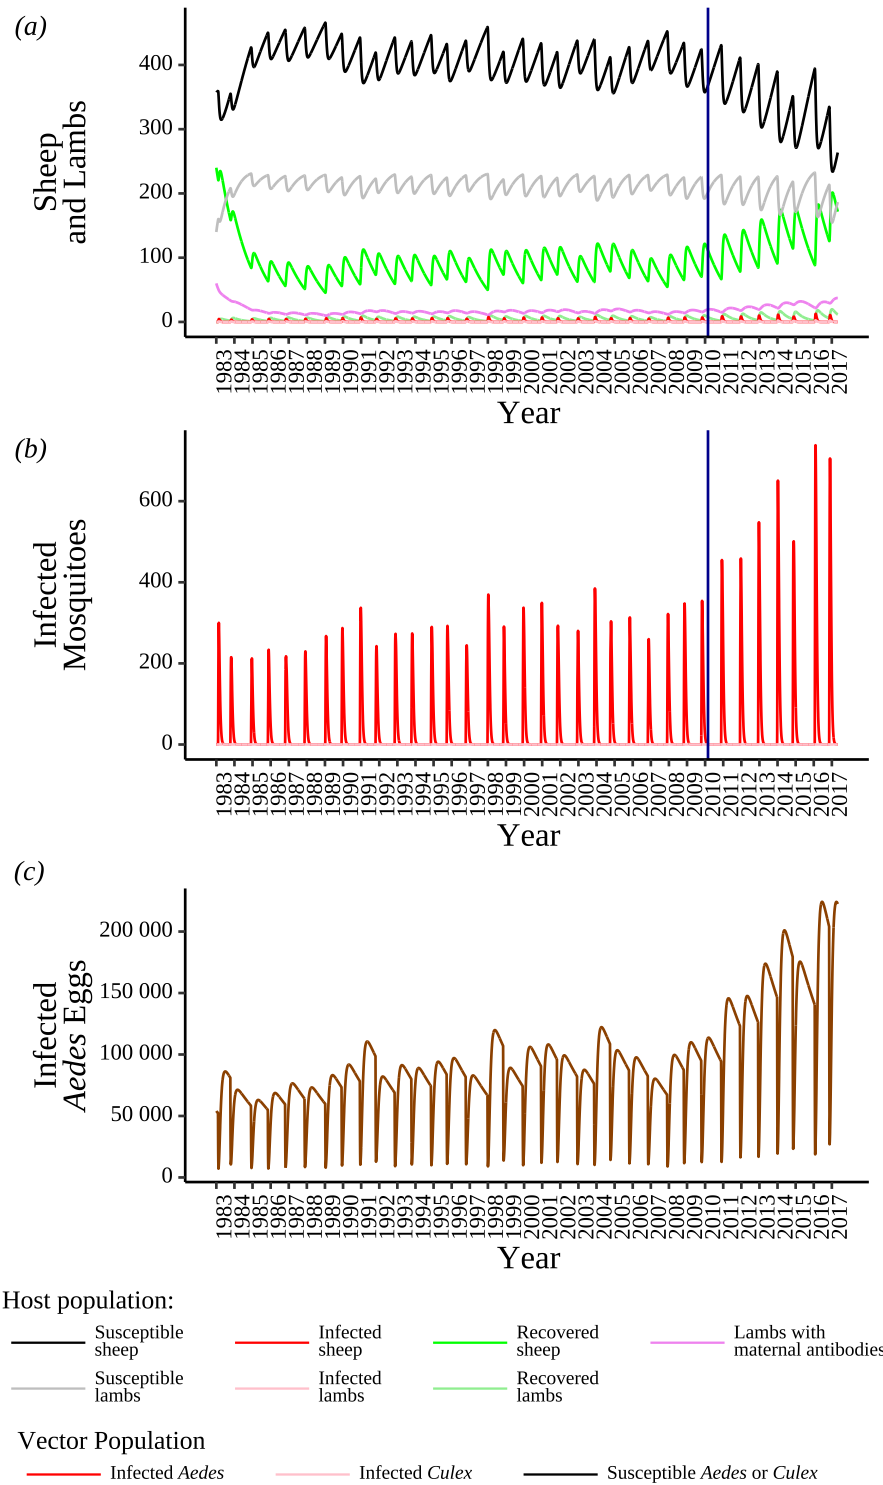 (a)
Sheep
and Lambs
400
300
200
100
0
1983 1984 1985 1986 1987 1988 1989 1990 1991 1992 1993 1994 1995 1996 1997 1998 1999 2000 2001 2002 2003 2004 2005 2006 2007 2008 2009 2010 2011 2012 2013 2014 2015 2016 2017
Year
(b)
Infected
Mosquitoes
600
400
200
0
1983 1984 1985 1986 1987 1988 1989 1990 1991 1992 1993 1994 1995 1996 1997 1998 1999 2000 2001 2002 2003 2004 2005 2006 2007 2008 2009 2010 2011 2012 2013 2014 2015 2016 2017
Year
(c)
Infected
Aedes Eggs
200 000
150 000
100 000
50 000
0
1983 1984 1985 1986 1987 1988 1989 1990 1991 1992 1993 1994 1995 1996 1997 1998 1999 2000 2001 2002 2003 2004 2005 2006 2007 2008 2009 2010 2011 2012 2013 2014 2015 2016 2017
Year
Host population:
Susceptible
sheep
Infected
sheep
Recovered
sheep
Lambs with
maternal antibodies
Susceptible
lambs
Infected
lambs
Recovered
lambs
Vector Population
Infected Aedes
Infected Culex
Susceptible Aedes or Culex